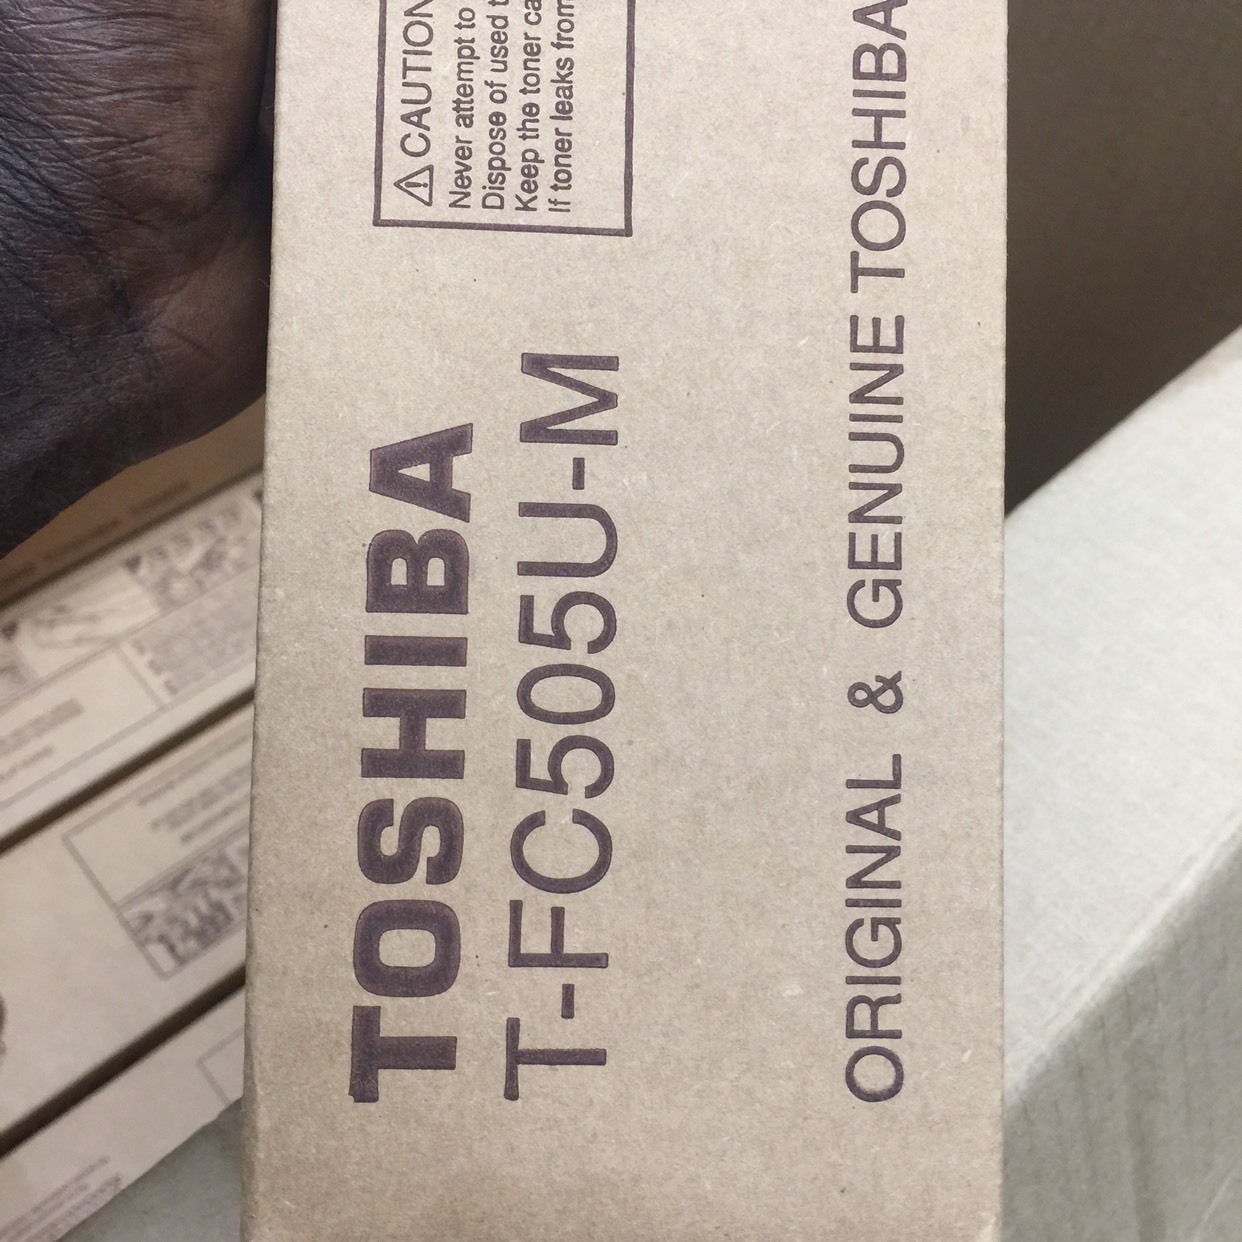 ⚠CAUTION
Never attempt to
Dispose of used
Keep the toner
If toner leaks from
TOSHIBA
T-FC505U-M
ORIGINAL & GENUINE TOSHIBA